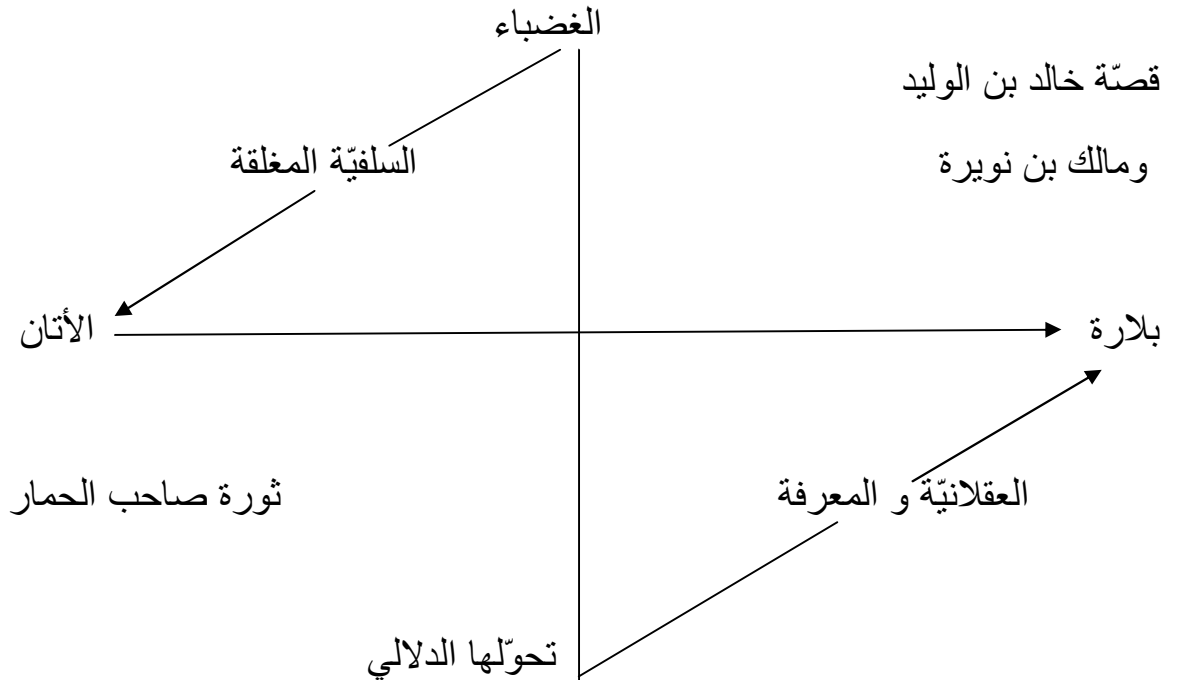 الغضباء
قصّة خالد بن الوليد
ومالك بن نويرة
السلفيّة المغلقة
بلارة
الأتان
العقلانيّة و المعرفة
ثورة صاحب الحمار
تحوّلها الدلالي